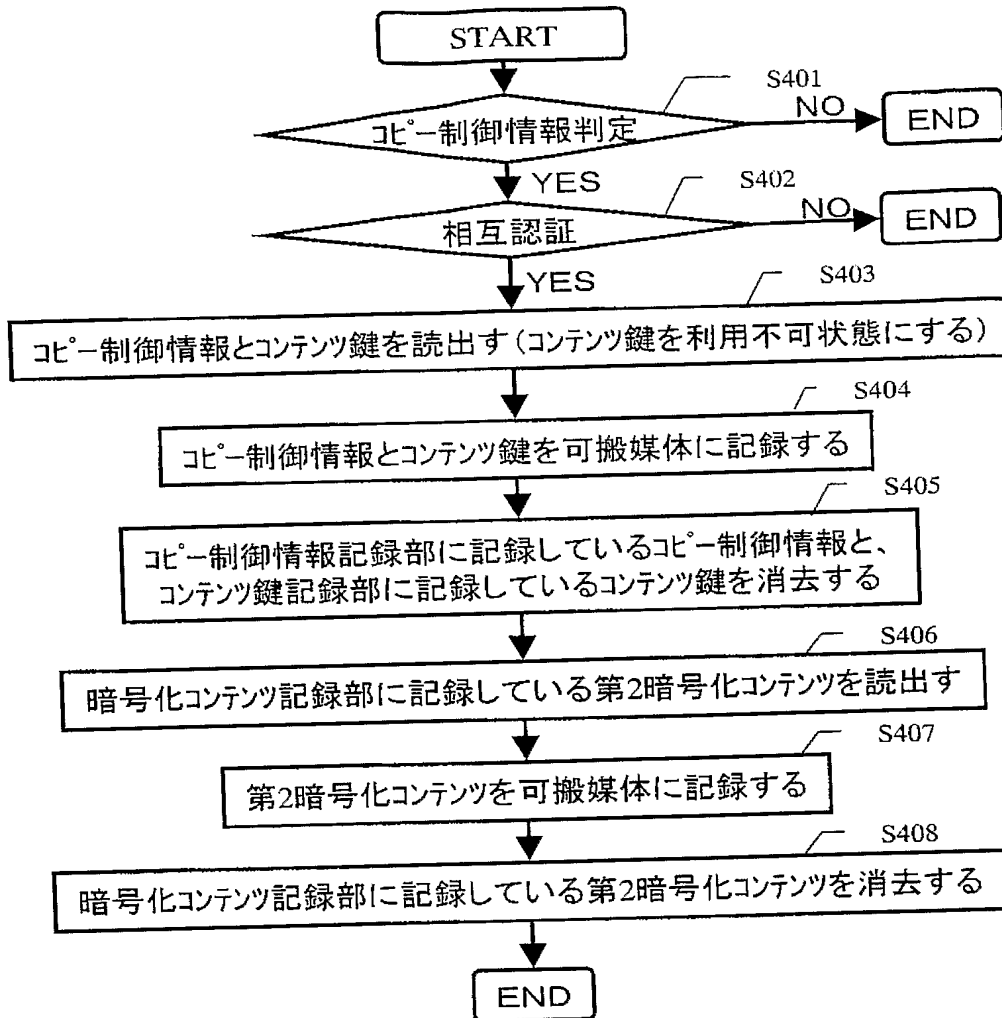 START
S401
コピー制御情報判定
NO
END
YES
S402
相互認証
NO
END
YES
S403
コピー制御情報とコンテンツ鍵を読出す(コンテンツ鍵を利用不可状態にする)
S404
コピー制御情報とコンテンツ鍵を可搬媒体に記録する
S405
コピー制御情報記録部に記録しているコピー制御情報と、
コンテンツ鍵記録部に記録しているコンテンツ鍵を消去する
S406
暗号化コンテンツ記録部に記録している第2暗号化コンテンツを読出す
S407
第2暗号化コンテンツを可搬媒体に記録する
S408
暗号化コンテンツ記録部に記録している第2暗号化コンテンツを消去する
END